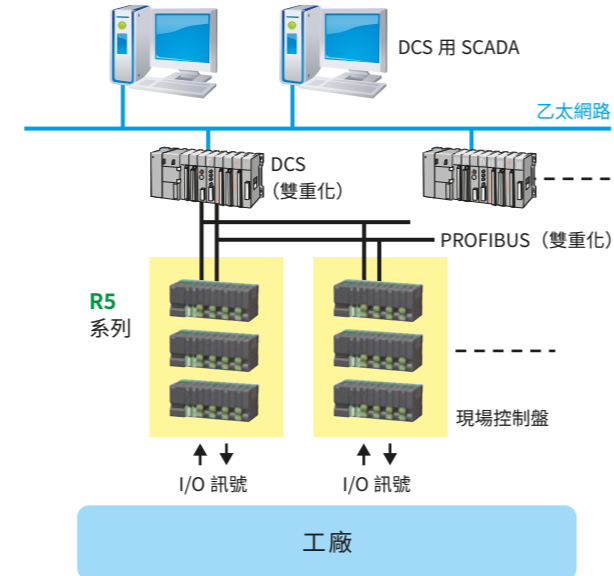 DCS 用 SCADA
乙太網路
DCS
（雙重化）
PROFIBUS（雙重化）
R5
系列
現場控制盤
I/O 訊號
I/O 訊號
工廠